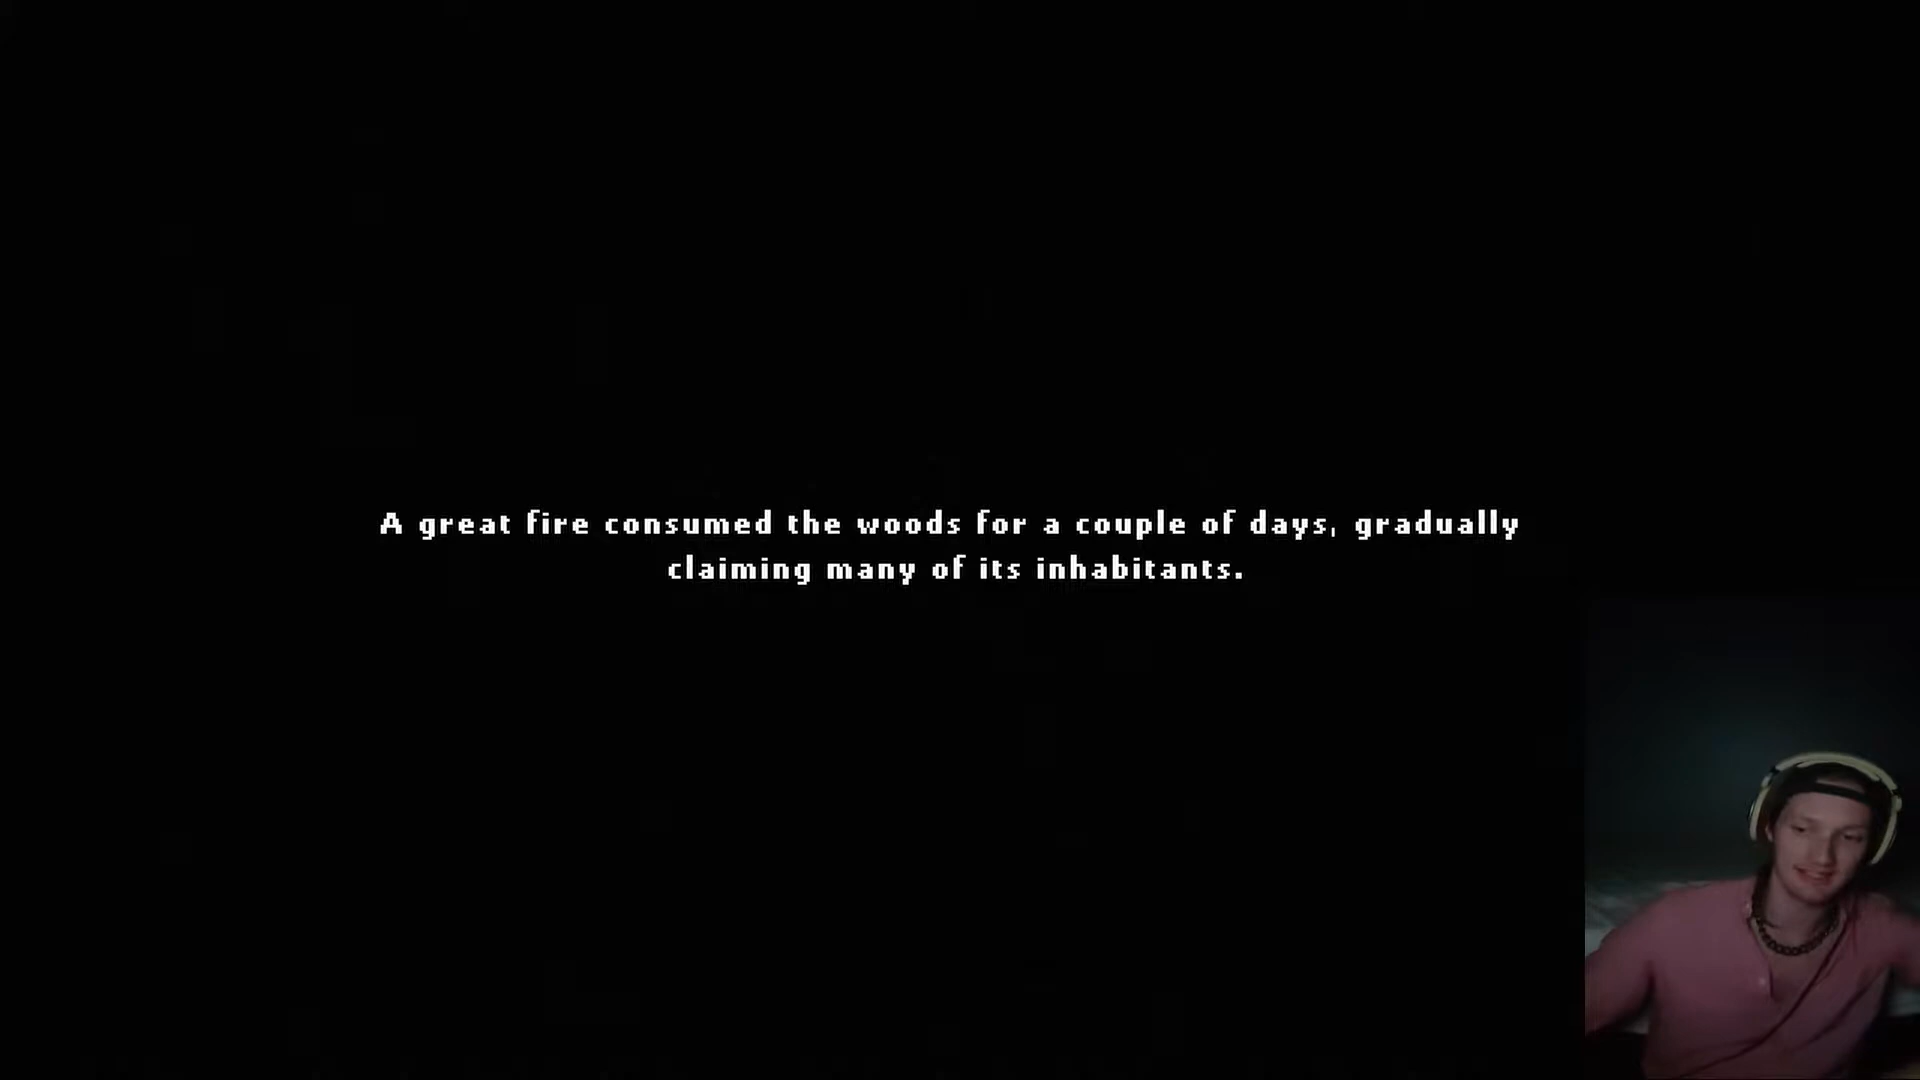 A great fire consumed the woods for a couple of days, gradually
claiming many of its inhabitants.